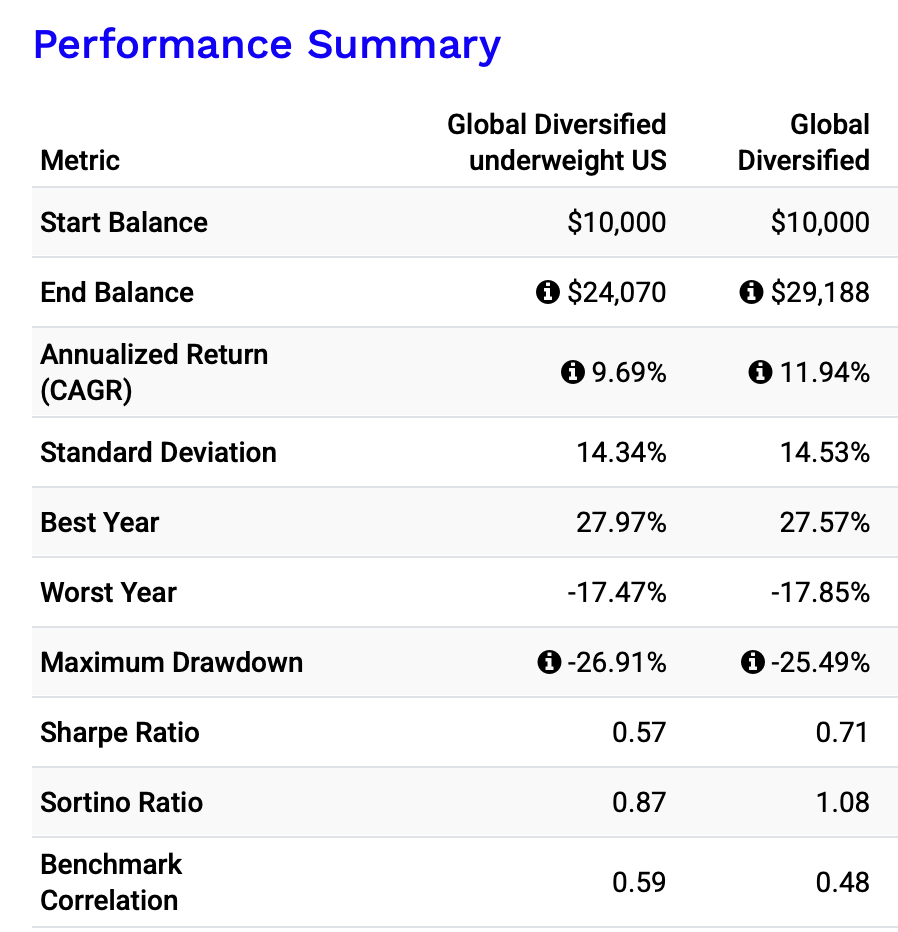 Performance Summary
Global Diversified Global
Metric underweight US Diversified
Start Balance $10,000 $10,000
End Balance $24,070 $29,188
Annualized Return
(CAGR) 9.69% 11.94%
Standard Deviation 14.34% 14.53%
Best Year 27.97% 27.57%
Worst Year -17.47% -17.85%
Maximum Drawdown -26.91% -25.49%
Sharpe Ratio 0.57 0.71
Sortino Ratio 0.87 1.08
Benchmark
Correlation 0.59 0.48